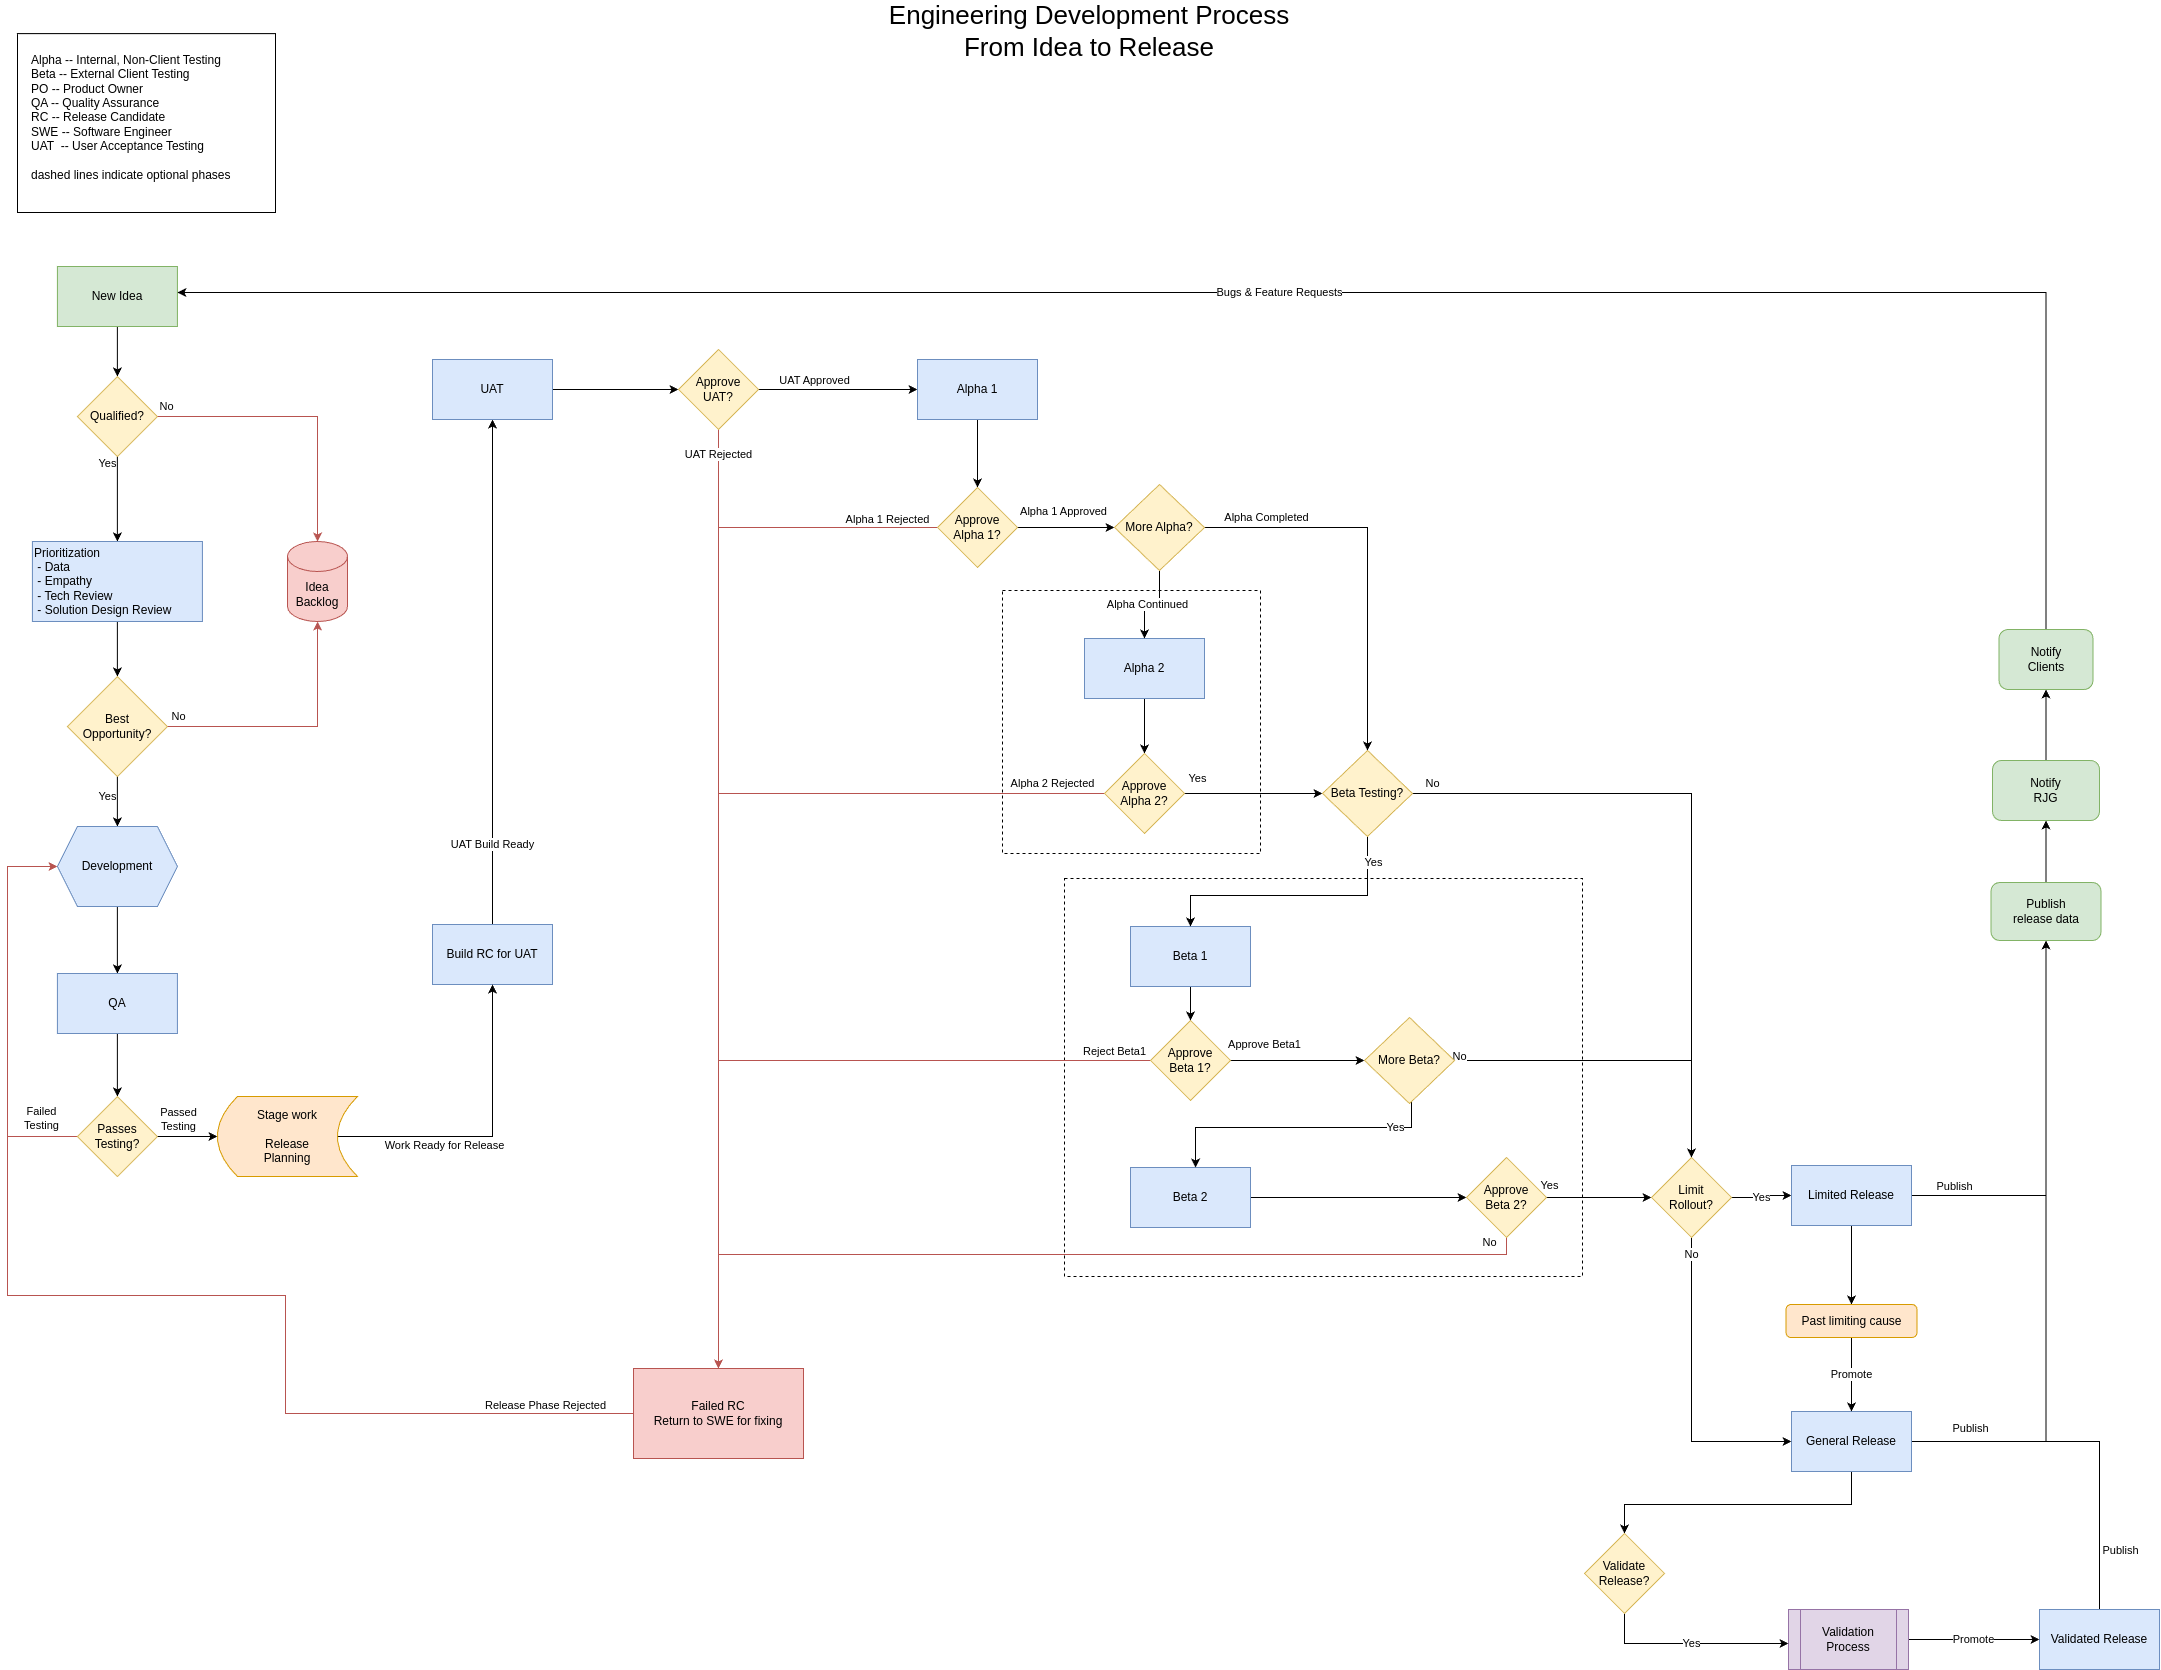 Engineering Development Process
From Idea to Release
Alpha -- Internal, Non-Client Testing
Beta -- External Client Testing
PO -- Product Owner
QA -- Quality Assurance
RC -- Release Candidate
SWE -- Software Engineer
UAT  -- User Acceptance Testing
dashed lines indicate optional phases
New Idea
Bugs & Feature Requests
Qualified?
No
Yes
Prioritization
- Data
- Empathy
- Tech Review
- Solution Design Review
Idea
Backlog
Best
Opportunity?
No
Yes
Development
QA
Passes
Testing?
Failed
Testing
Passed
Testing
Stage work
Release
Planning
Work Ready for Release
Build RC for UAT
UAT Build Ready
UAT
Approve
UAT?
UAT Approved
UAT Rejected
Alpha 1
Approve
Alpha 1?
Alpha 1 Rejected
Alpha 1 Approved
More Alpha?
Alpha Completed
Alpha Continued
Alpha 2
Approve
Alpha 2?
Alpha 2 Rejected
Yes
Beta Testing?
No
Yes
Beta 1
Approve
Beta 1?
Reject Beta1
Approve Beta1
More Beta?
No
Yes
Beta 2
Approve
Beta 2?
Yes
No
Limit
Rollout?
Yes
No
Limited Release
Publish
Past limiting cause
Promote
General Release
Publish
Validate
Release?
Yes
Validation
Process
Promote
Validated Release
Publish
Publish
release data
Notify
RJG
Notify
Clients
Failed RC
Return to SWE for fixing
Release Phase Rejected